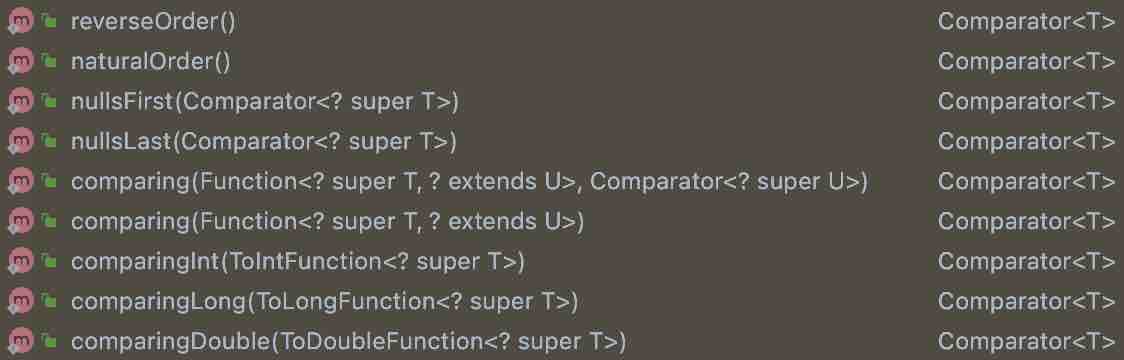 m reverseOrder() Comparator<T>
m naturalOrder() Comparator<T>
m nullsFirst(Comparator<? super T>) Comparator<T>
m nullsLast(Comparator<? super T>) Comparator<T>
m comparing(Function<? super T, ? extends U>, Comparator<? super U>) Comparator<T>
m comparing(Function<? super T, ? extends U>) Comparator<T>
m comparingInt(ToIntFunction<? super T>) Comparator<T>
m comparingLong(ToLongFunction<? super T>) Comparator<T>
m comparingDouble(ToDoubleFunction<? super T>) Comparator<T>